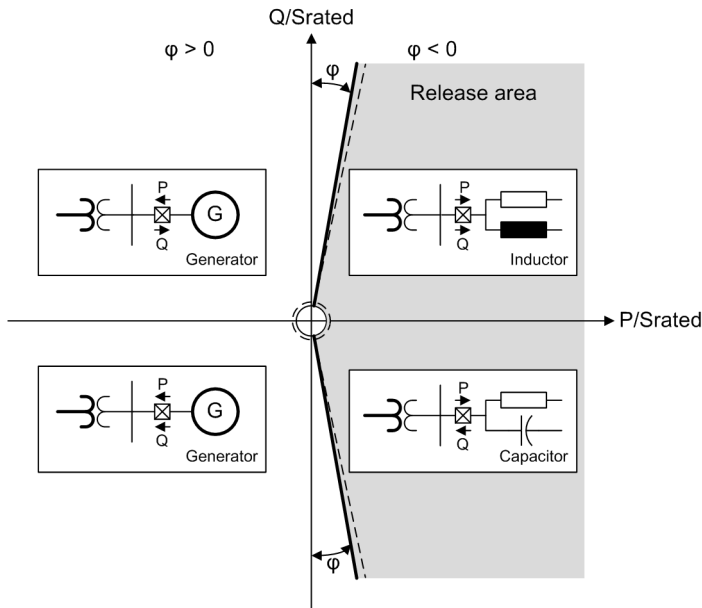 Q/Srated
φ > 0
φ < 0
φ
Release area
P
G
Q
Generator
P
Q
Inductor
P/Srated
P
G
Q
Generator
P
Q
Capacitor
φ